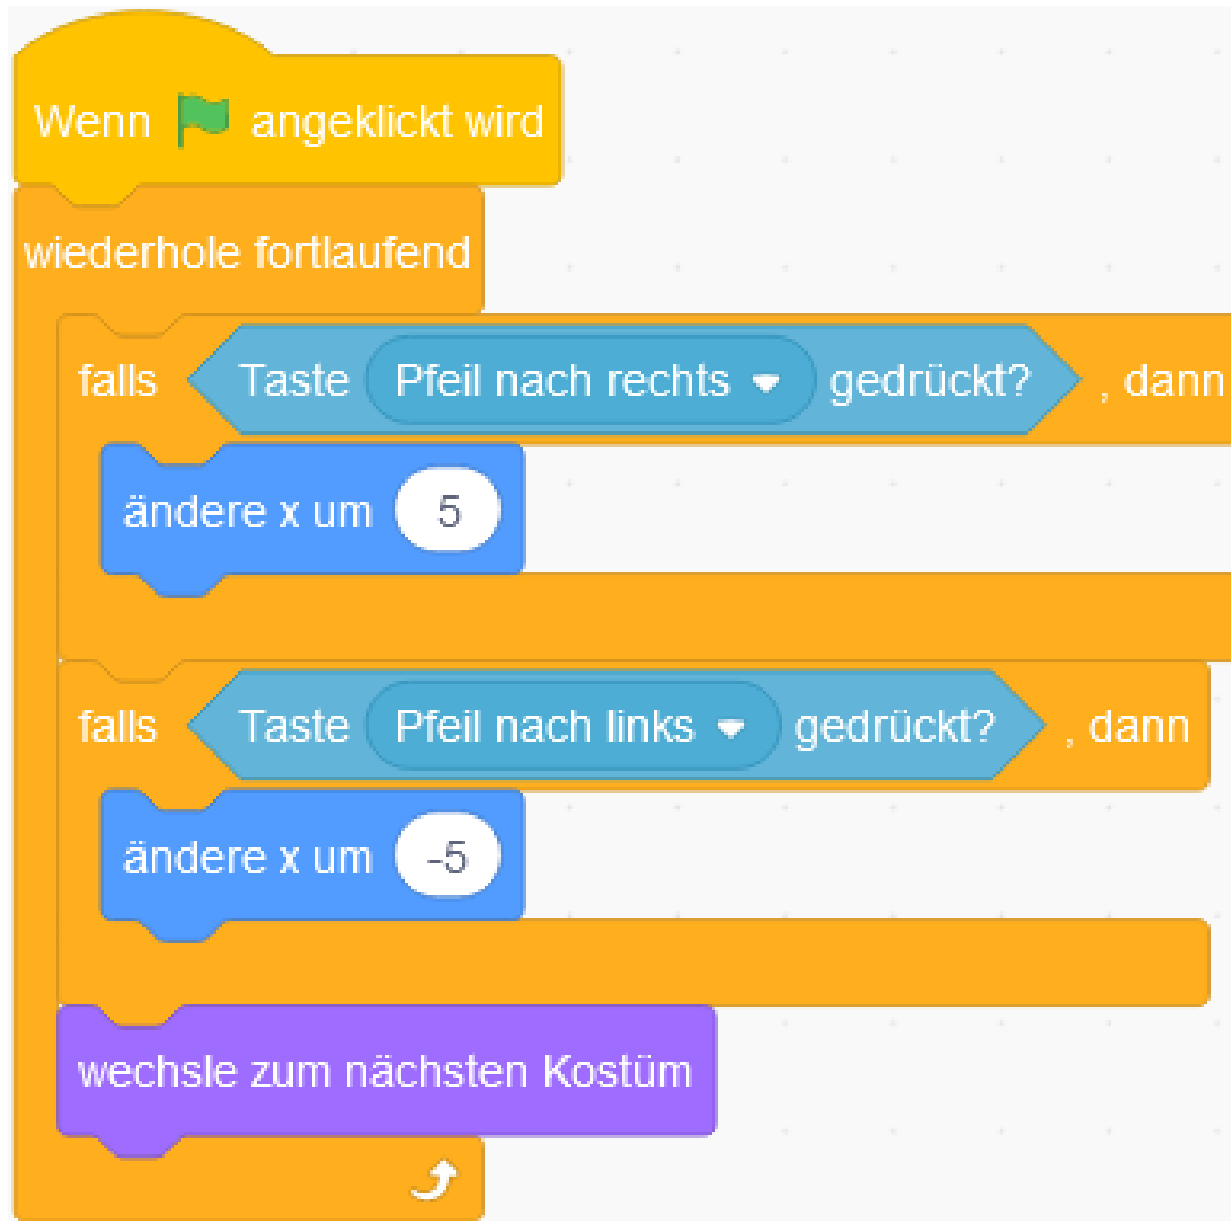 Wenn angeklickt wird
wiederhole fortlaufend
falls Taste Pfeil nach rechts gedrückt? , dann
ändere x um 5
falls Taste Pfeil nach links gedrückt? , dann
ändere x um -5
wechsle zum nächsten Kostüm